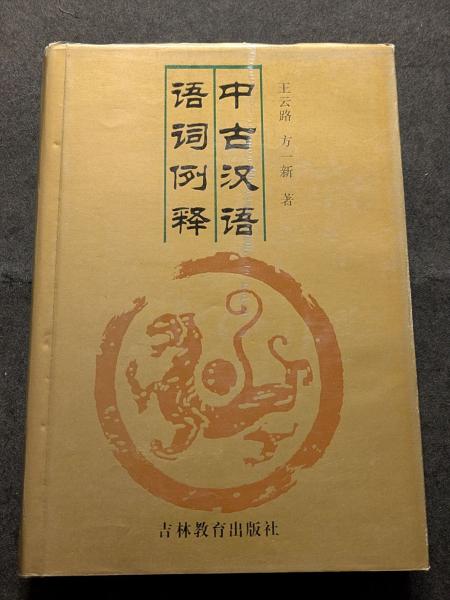 中古汉语
语词例释
王云路 方一新 著
吉林教育出版社